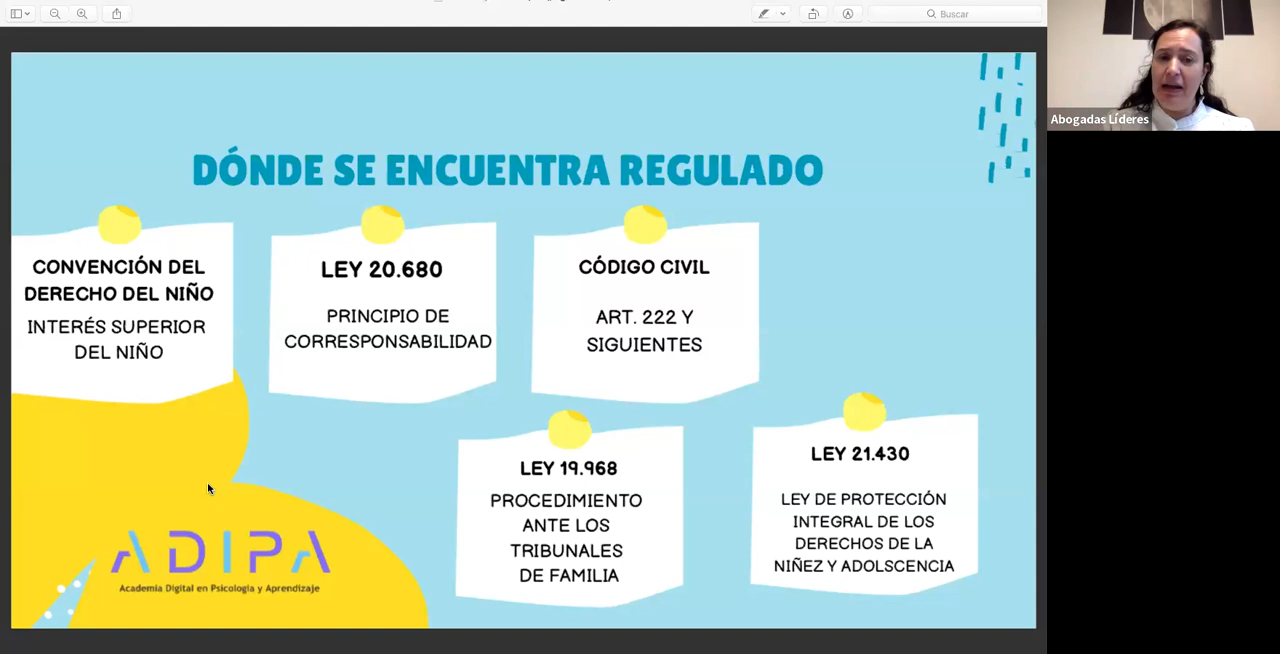 Buscar
Abogadas Líderes
DÓNDE SE ENCUENTRA REGULADO
CONVENCIÓN DEL
DERECHO DEL NIÑO
INTERÉS SUPERIOR
DEL NIÑO
LEY 20.680
PRINCIPIO DE
CORRESPONSABILIDAD
CÓDIGO CIVIL
ART. 222 Y
SIGUIENTES
LEY 19.968
PROCEDIMIENTO
ANTE LOS
TRIBUNALES
DE FAMILIA
LEY 21.430
LEY DE PROTECCIÓN
INTEGRAL DE LOS
DERECHOS DE LA
NIÑEZ Y ADOLSCENCIA
ADIPA
Academia Digital en Psicología y Aprendizaje